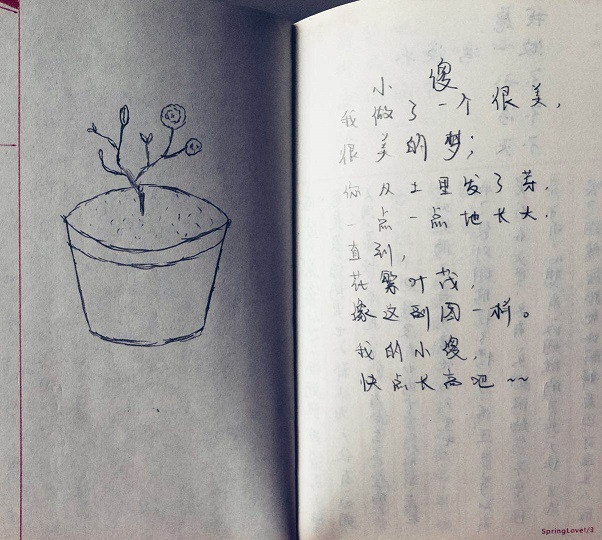 小傻
我做了一个很美,
很美的梦;
你从土里发了芽.
一点一点地长大.
直到,
花繁叶茂,
像这副图一样。
我的小傻,
快点长高吧~~
SpringLove!/3